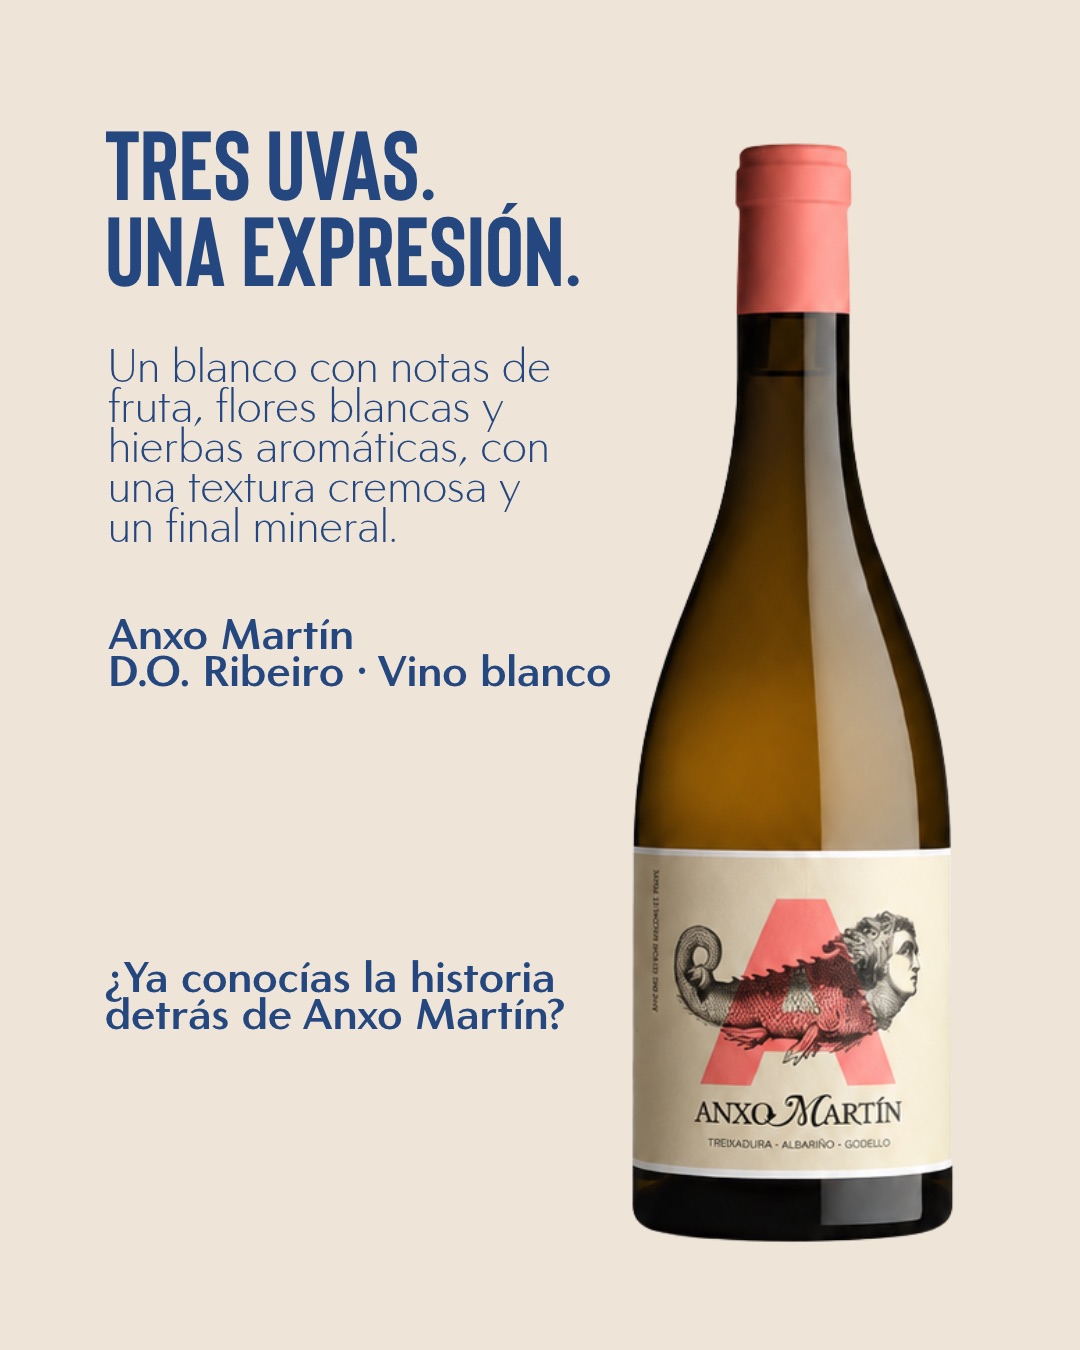 TRES UVAS.
UNA EXPRESIÓN.
Un blanco con notas de
fruta, flores blancas y
hierbas aromáticas, con
una textura cremosa y
un final mineral.
Anxo Martín
D.O. Ribeiro · Vino blanco
¿Ya conocías la historia
detrás de Anxo Martín?
A
ANXO MARTÍN
TREIXADURA - ALBARIÑO - GODELLO